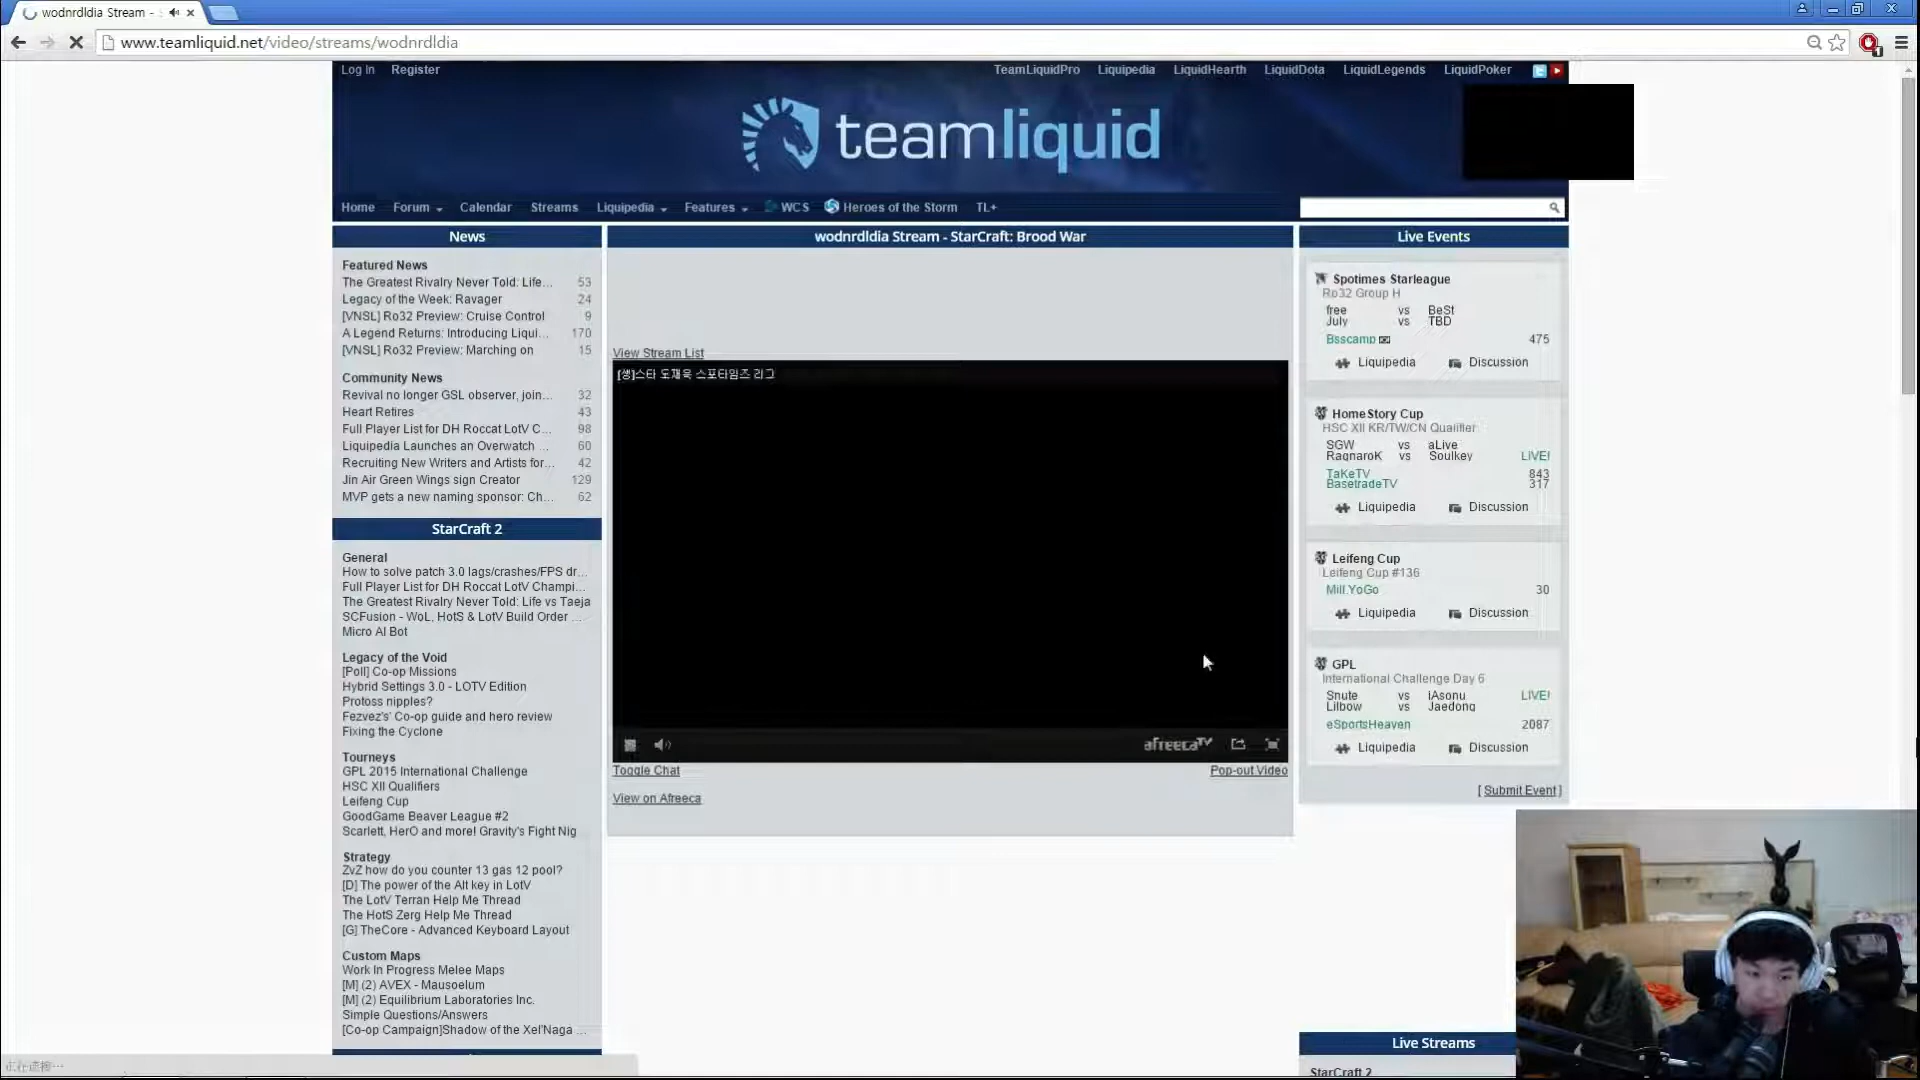 wodnrdldia Stream -
www.teamliquid.net/video/streams/wodnrdldia
1
Log In Register
TeamLiquidPro Liquipedia LiquidHearth LiquidDota LiquidLegends LiquidPoker
teamliquid
Home Forum Calendar Streams Liquipedia Features WCS Heroes of the Storm TL+
News
Featured News
The Greatest Rivalry Never Told: Life... 53
Legacy of the Week: Ravager 24
[VNSL] Ro32 Preview: Cruise Control 9
A Legend Returns: Introducing Liqui... 170
[VNSL] Ro32 Preview: Marching on 15
Community News
Revival no longer GSL observer, join... 32
Heart Retires 43
Full Player List for DH Roccat LotV C... 98
Liquipedia Launches an Overwatch ... 60
Recruiting New Writers and Artists for... 42
Jin Air Green Wings sign Creator 129
MVP gets a new naming sponsor: Ch... 62
StarCraft 2
General
How to solve patch 3.0 lags/crashes/FPS dr...
Full Player List for DH Roccat LotV Champi...
The Greatest Rivalry Never Told: Life vs Taeja
SCFusion - WoL, HotS & LotV Build Order ...
Micro AI Bot
Legacy of the Void
[Poll] Co-op Missions
Hybrid Settings 3.0 - LOTV Edition
Protoss nipples?
Fezvez's' Co-op guide and hero review
Fixing the Cyclone
Tourneys
GPL 2015 International Challenge
HSC XII Qualifiers
Leifeng Cup
GoodGame Beaver League #2
Scarlett, HerO and more! Gravity's Fight Nig
Strategy
ZvZ how do you counter 13 gas 12 pool?
[D] The power of the Alt key in LotV
The LotV Terran Help Me Thread
The HotS Zerg Help Me Thread
[G] TheCore - Advanced Keyboard Layout
Custom Maps
Work In Progress Melee Maps
[M] (2) AVEX - Mausoelum
[M] (2) Equilibrium Laboratories Inc.
Simple Questions/Answers
[Co-op Campaign]Shadow of the Xel'Naga ...
wodnrdldia Stream - StarCraft: Brood War
View Stream List
[생]스타 도재욱 스포타임즈 리그
afreecaTV
Toggle Chat Pop-out Video
View on Afreeca
Live Events
Spotimes Starleague
Ro32 Group H
free vs BeSt
July vs TBD
Bsscamp 475
Liquipedia Discussion
HomeStory Cup
HSC XII KR/TW/CN Qualifier
SGW vs aLive
RagnaroK vs Soulkey LIVE!
TaKeTV 843
BasetradeTV 317
Liquipedia Discussion
Leifeng Cup
Leifeng Cup #136
Mill.YoGo 30
Liquipedia Discussion
GPL
International Challenge Day 6
Snute vs iAsonu LIVE!
Lilbow vs Jaedong
eSportsHeaven 2087
Liquipedia Discussion
[ Submit Event ]
Live Streams
StarCraft 2